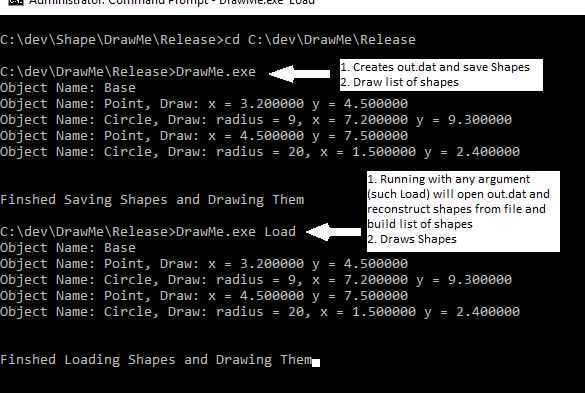 Administrator: Command Prompt - DrawMe.exe Load
C:\dev\Shape\DrawMe\Release>cd C:\dev\DrawMe\Release
C:\dev\DrawMe\Release>DrawMe.exe
1. Creates out.dat and save Shapes
2. Draw list of shapes
Object Name: Base
Object Name: Point, Draw: x = 3.200000 y = 4.500000
Object Name: Circle, Draw: radius = 9, x = 7.200000 y = 9.300000
Object Name: Point, Draw: x = 4.500000 y = 7.500000
Object Name: Circle, Draw: radius = 20, x = 1.500000 y = 2.400000
Finshed Saving Shapes and Drawing Them
1. Running with any argument
(such Load) will open out.dat and
reconstruct shapes from file and
build list of shapes
2. Draws Shapes
C:\dev\DrawMe\Release>DrawMe.exe Load
Object Name: Base
Object Name: Point, Draw: x = 3.200000 y = 4.500000
Object Name: Circle, Draw: radius = 9, x = 7.200000 y = 9.300000
Object Name: Point, Draw: x = 4.500000 y = 7.500000
Object Name: Circle, Draw: radius = 20, x = 1.500000 y = 2.400000
Finshed Loading Shapes and Drawing Them